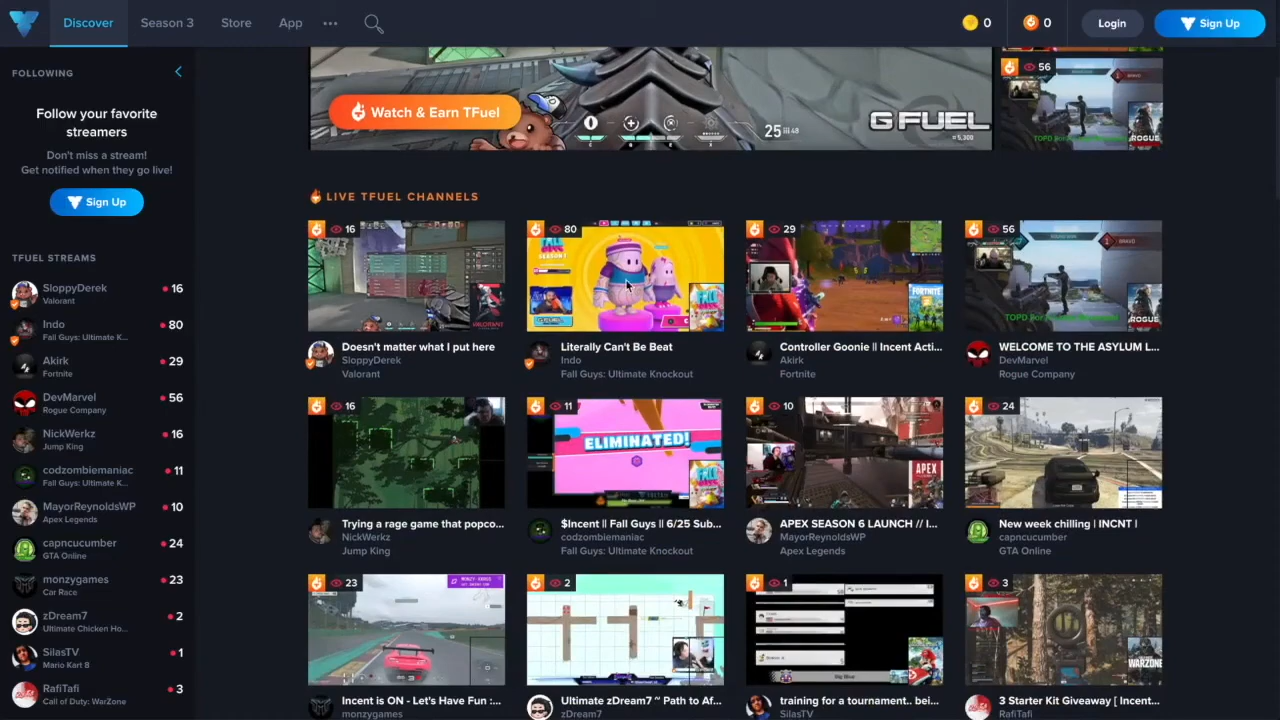 Discover
Season 3
Store
App
0
0
Login
Sign Up
FOLLOWING
Follow your favorite
streamers
Don't miss a stream!
Get notified when they go live!
Sign Up
TFUEL STREAMS
SloppyDerek
16
Valorant
Indo
80
Fall Guys: Ultimate K...
Akirk
29
Fortnite
DevMarvel
56
Rogue Company
NickWerkz
16
Jump King
codzombiemaniac
11
Fall Guys: Ultimate K...
MayorReynoldsWP
10
Apex Legends
capncucumber
24
GTA Online
monzygames
23
Car Race
zDream7
2
Ultimate Chicken Ho...
SilasTV
1
Mario Kart 8
RafiTafi
3
Call of Duty: WarZone
Watch & Earn TFuel
25
G FUEL
56
ROGUE
LIVE TFUEL CHANNELS
16
VALORANT
Doesn't matter what I put here
SloppyDerek
Valorant
80
Literally Can't Be Beat
Indo
Fall Guys: Ultimate Knockout
29
FORTNITE
Controller Goonie || Incent Acti...
Akirk
Fortnite
56
ROGUE
WELCOME TO THE ASYLUM L...
DevMarvel
Rogue Company
16
Trying a rage game that popco...
NickWerkz
Jump King
11
ELIMINATED!
$Incent || Fall Guys || 6/25 Sub...
codzombiemaniac
Fall Guys: Ultimate Knockout
10
APEX
APEX SEASON 6 LAUNCH // I...
MayorReynoldsWP
Apex Legends
24
New week chilling | INCNT |
capncucumber
GTA Online
23
Incent is ON - Let's Have Fun :...
monzygames
2
Ultimate zDream7 ~ Path to Af...
zDream7
1
training for a tournament.. bei...
SilasTV
3
WARZONE
3 Starter Kit Giveaway [ Incent...
RafiTafi